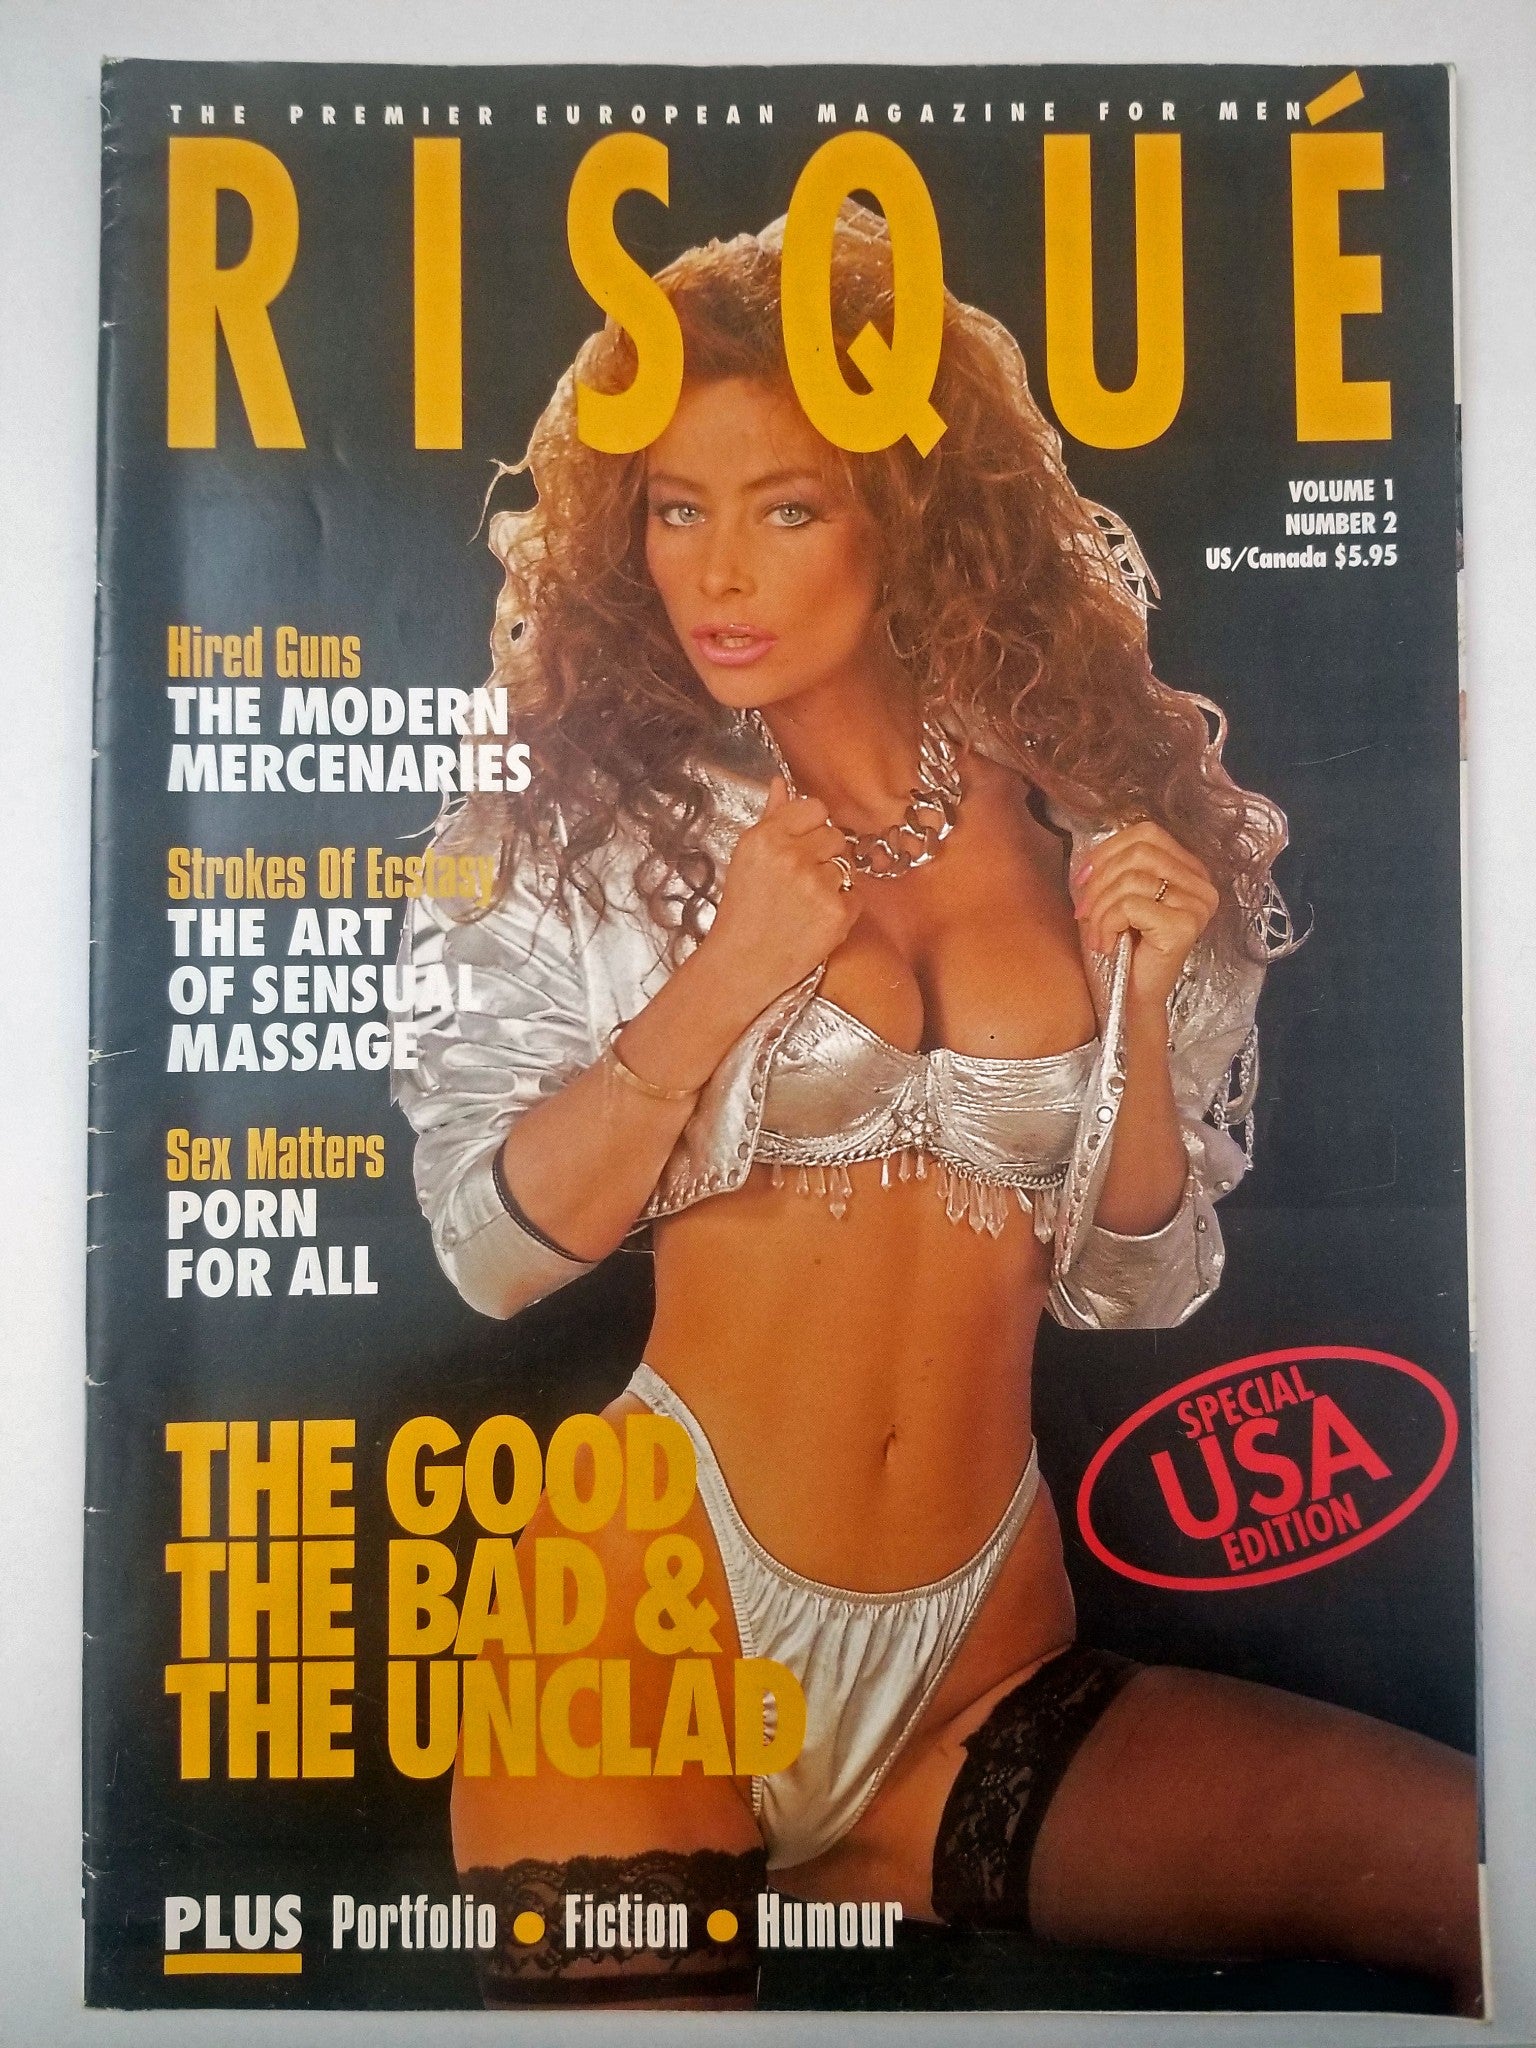 THE PREMIER EUROPEAN MAGAZINE FOR MEN
RISQUÉ
VOLUME 1
NUMBER 2
US/Canada $5.95
Hired Guns
THE MODERN
MERCENARIES
Strokes Of Ecstasy
THE ART
OF SENSUAL
MASSAGE
Sex Matters
PORN
FOR ALL
SPECIAL
USA
EDITION
THE GOOD
THE BAD &
THE UNCLAD
PLUS Portfolio • Fiction • Humour